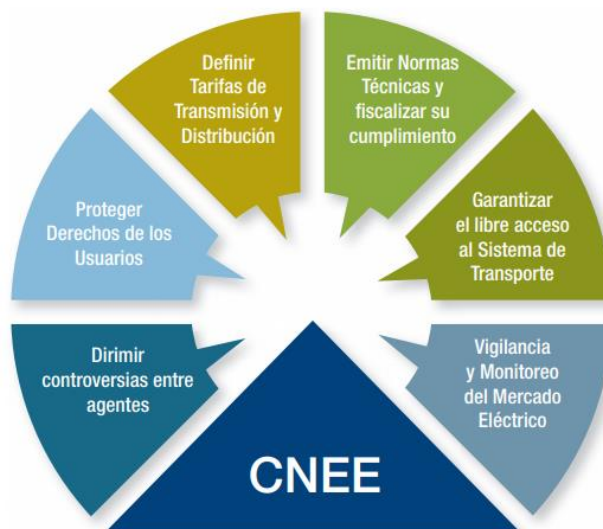 Definir
Tarifas de
Transmisión y
Distribución
Emitir Normas
Técnicas y
fiscalizar su
cumplimiento
Proteger
Derechos de los
Usuarios
Garantizar
el libre acceso
al Sistema de
Transporte
Dirimir
controversias entre
agentes
Vigilancia
y Monitoreo
del Mercado
Eléctrico
CNEE